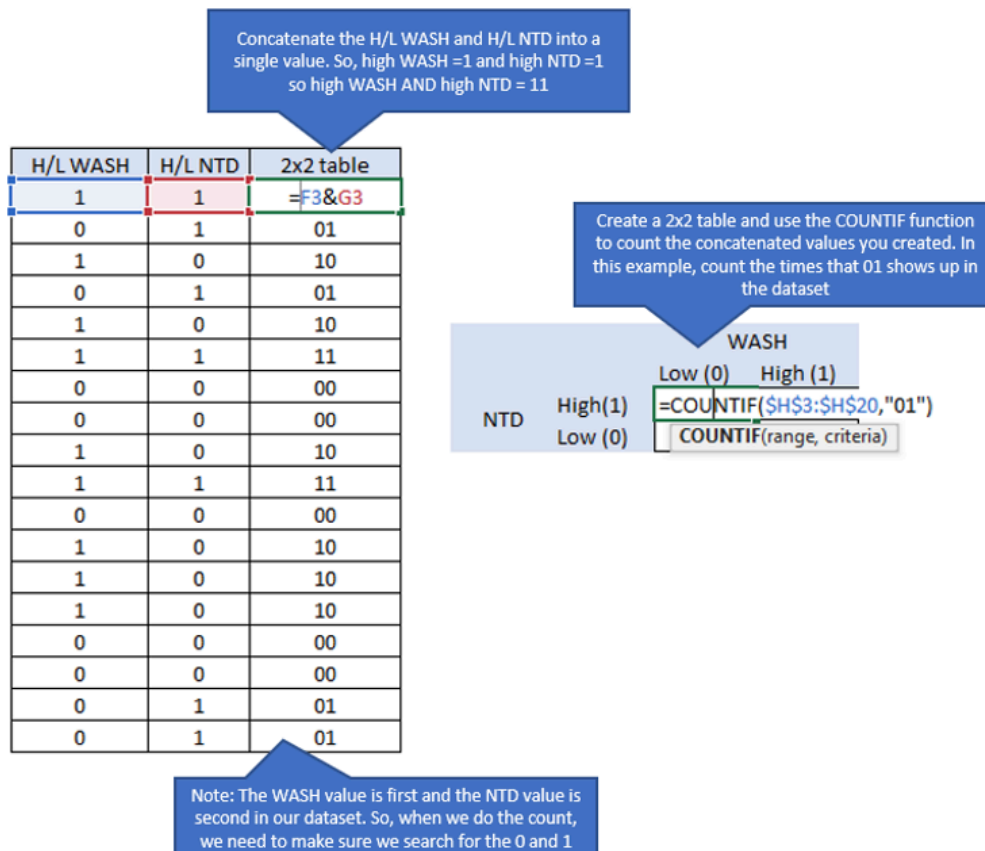 Concatenate the H/L WASH and H/L NTD into a
single value. So, high WASH =1 and high NTD =1
so high WASH AND high NTD = 11
H/L WASH H/L NTD 2x2 table
1 1 =F3&G3
0 1 01
1 0 10
0 1 01
1 0 10
1 1 11
0 0 00
0 0 00
1 0 10
1 1 11
0 0 00
1 0 10
1 0 10
1 0 10
0 0 00
0 0 00
0 1 01
0 1 01
Create a 2x2 table and use the COUNTIF function
to count the concatenated values you created. In
this example, count the times that 01 shows up in
the dataset
WASH
Low (0) High (1)
NTD
High(1) =COUNTIF($H$3:$H$20,"01")
Low (0) COUNTIF(range, criteria)
Note: The WASH value is first and the NTD value is
second in our dataset. So, when we do the count,
we need to make sure we search for the 0 and 1